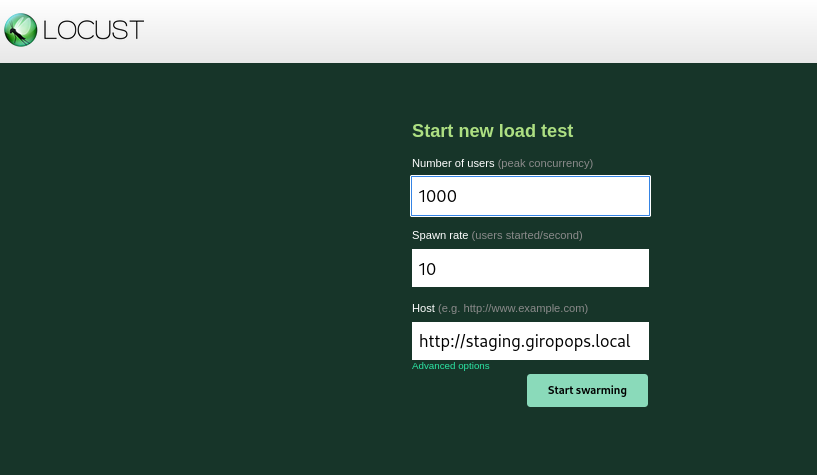 LOCUST
Start new load test
Number of users (peak concurrency)
1000
Spawn rate (users started/second)
10
Host (e.g. http://www.example.com)
http://staging.giropops.local
Advanced options
Start swarming